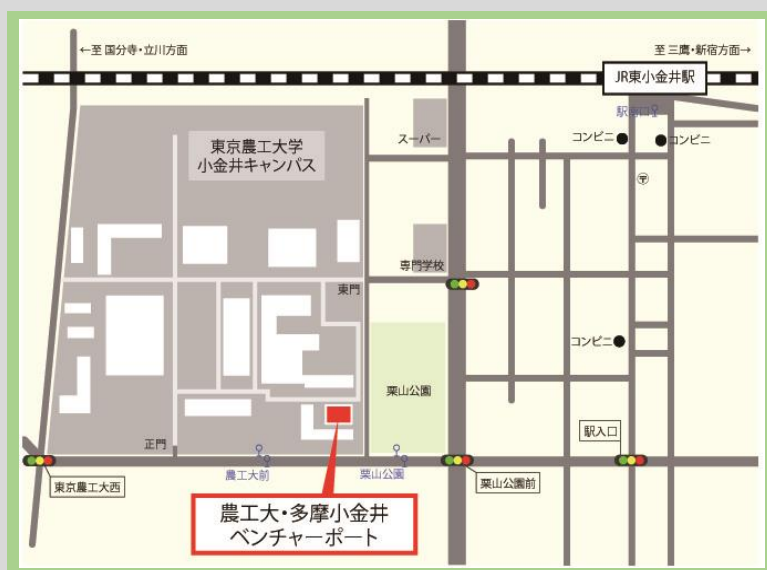 ←至 国分寺・立川方面
至 三鷹・新宿方面→
JR東小金井駅
駅南口
コンビニ
コンビニ
スーパー
東京農工大学
小金井キャンパス
〒
専門学校
東門
コンビニ
栗山公園
駅入口
正門
農工大前
栗山公園
東京農工大西
栗山公園前
農工大・多摩小金井
ベンチャーポート